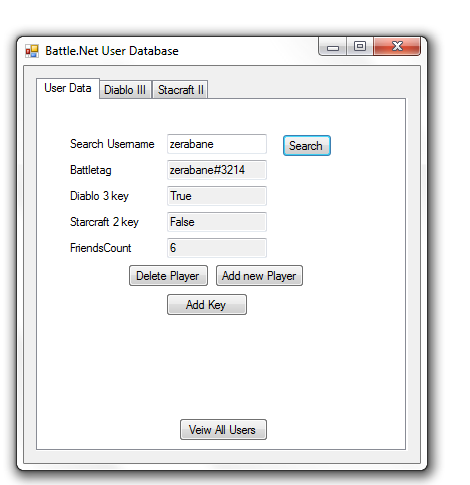 Battle.Net User Database
User Data Diablo III Stacraft II
Search Username zerabane Search
Battletag zerabane#3214
Diablo 3 key True
Starcraft 2 key False
FriendsCount 6
Delete Player Add new Player
Add Key
Veiw All Users